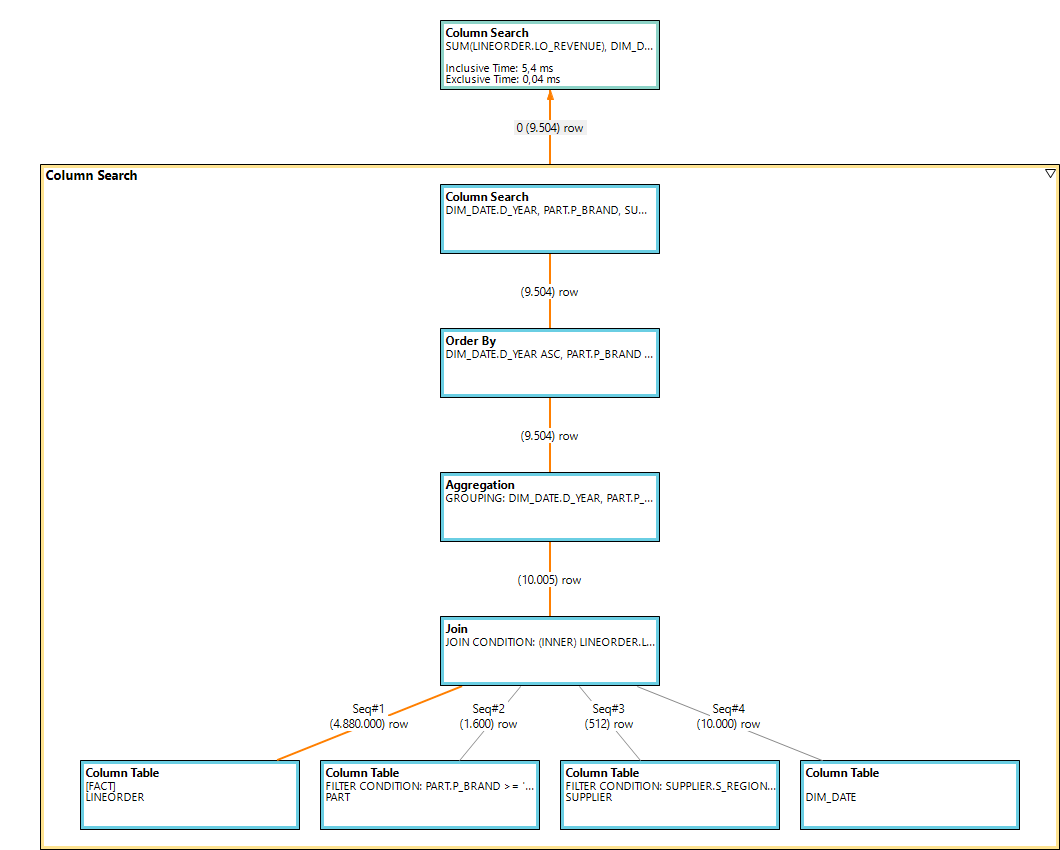 Column Search
SUM(LINEORDER.LO_REVENUE), DIM_D...
Inclusive Time: 5,4 ms
Exclusive Time: 0,04 ms
0 (9.504) row
Column Search
Column Search
DIM_DATE.D_YEAR, PART.P_BRAND, SU...
(9.504) row
Order By
DIM_DATE.D_YEAR ASC, PART.P_BRAND ...
(9.504) row
Aggregation
GROUPING: DIM_DATE.D_YEAR, PART.P_...
(10.005) row
Join
JOIN CONDITION: (INNER) LINEORDER.L...
Seq#1
(4.880.000) row
Seq#2
(1.600) row
Seq#3
(512) row
Seq#4
(10.000) row
Column Table
[FACT]
LINEORDER
Column Table
FILTER CONDITION: PART.P_BRAND >= '...
PART
Column Table
FILTER CONDITION: SUPPLIER.S_REGION...
SUPPLIER
Column Table
DIM_DATE